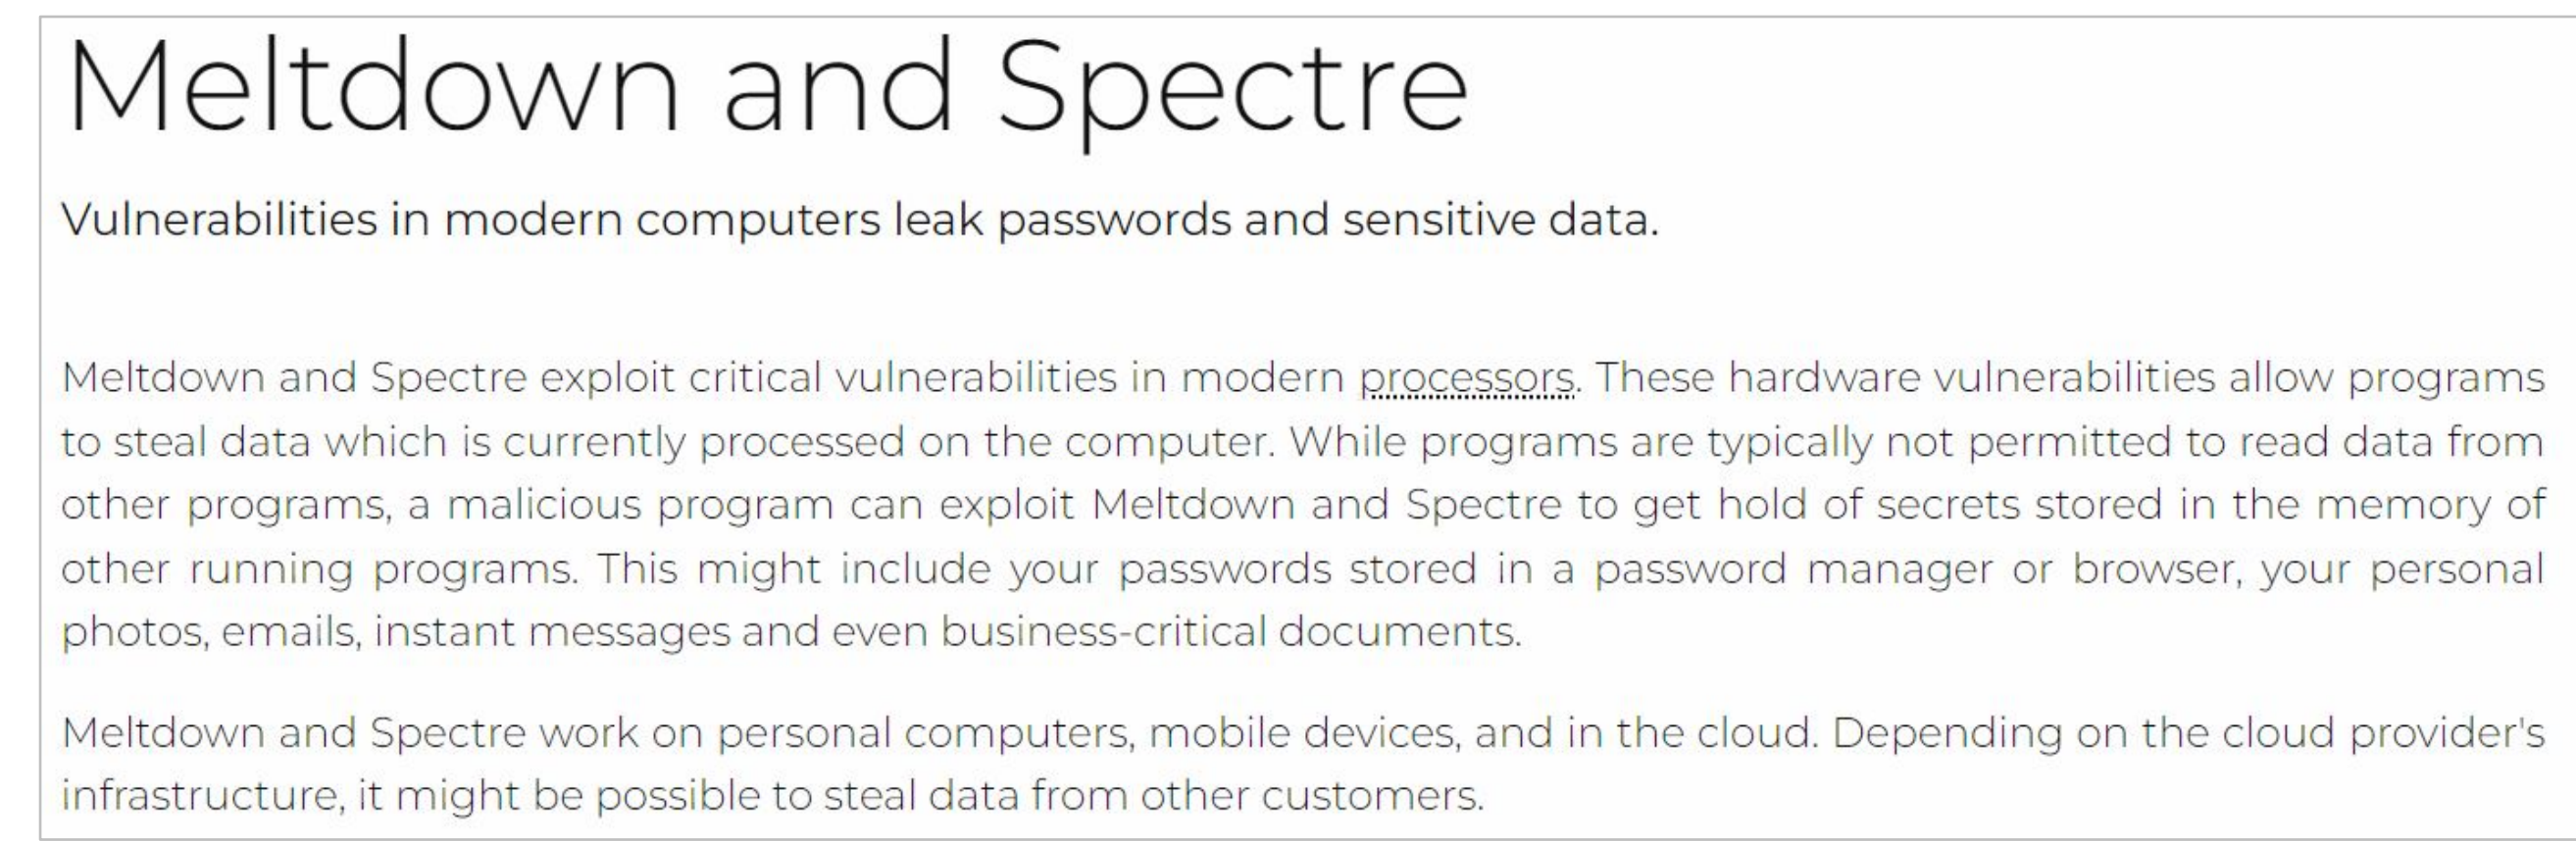 Meltdown and Spectre
Vulnerabilities in modern computers leak passwords and sensitive data.
Meltdown and Spectre exploit critical vulnerabilities in modern processors. These hardware vulnerabilities allow programs
to steal data which is currently processed on the computer. While programs are typically not permitted to read data from
other programs, a malicious program can exploit Meltdown and Spectre to get hold of secrets stored in the memory of
other running programs. This might include your passwords stored in a password manager or browser, your personal
photos, emails, instant messages and even business-critical documents.
Meltdown and Spectre work on personal computers, mobile devices, and in the cloud. Depending on the cloud provider's
infrastructure, it might be possible to steal data from other customers.